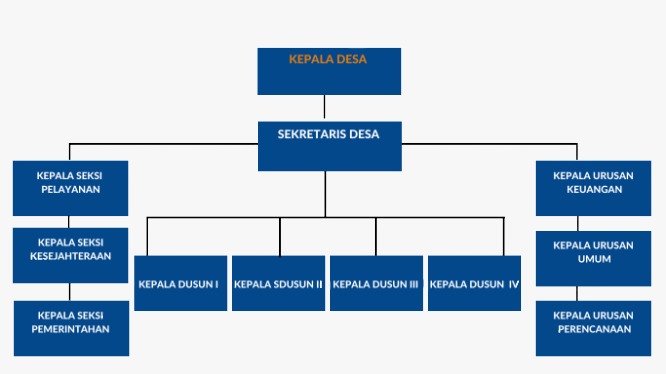 KEPALA DESA
SEKRETARIS DESA
KEPALA SEKSI
PELAYANAN
KEPALA URUSAN
KEUANGAN
KEPALA SEKSI
KESEJAHTERAAN
KEPALA URUSAN
UMUM
KEPALA DUSUN I
KEPALA SDUSUN II
KEPALA DUSUN III
KEPALA DUSUN IV
KEPALA SEKSI
PEMERINTAHAN
KEPALA URUSAN
PERENCANAAN